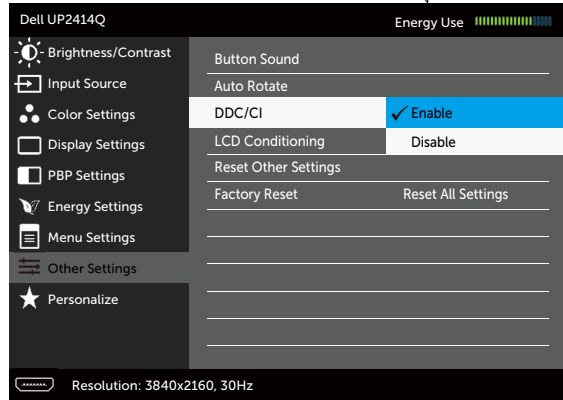 Dell UP2414Q
Energy Use
Brightness/Contrast
Input Source
Color Settings
Display Settings
PBP Settings
Energy Settings
Menu Settings
Other Settings
Personalize
Button Sound
Auto Rotate
DDC/CI
✓ Enable
LCD Conditioning
Disable
Reset Other Settings
Factory Reset
Reset All Settings
Resolution: 3840x2160, 30Hz